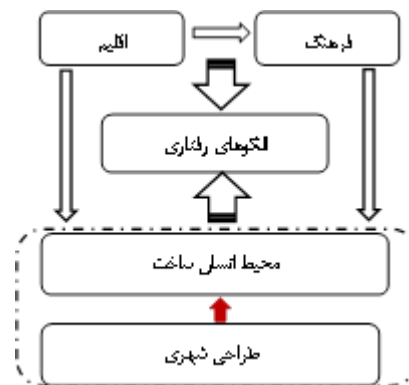 فرهنگ
اقلیم
الگوهای رفتاری
محیط انسان ساخت
طراحی شهری